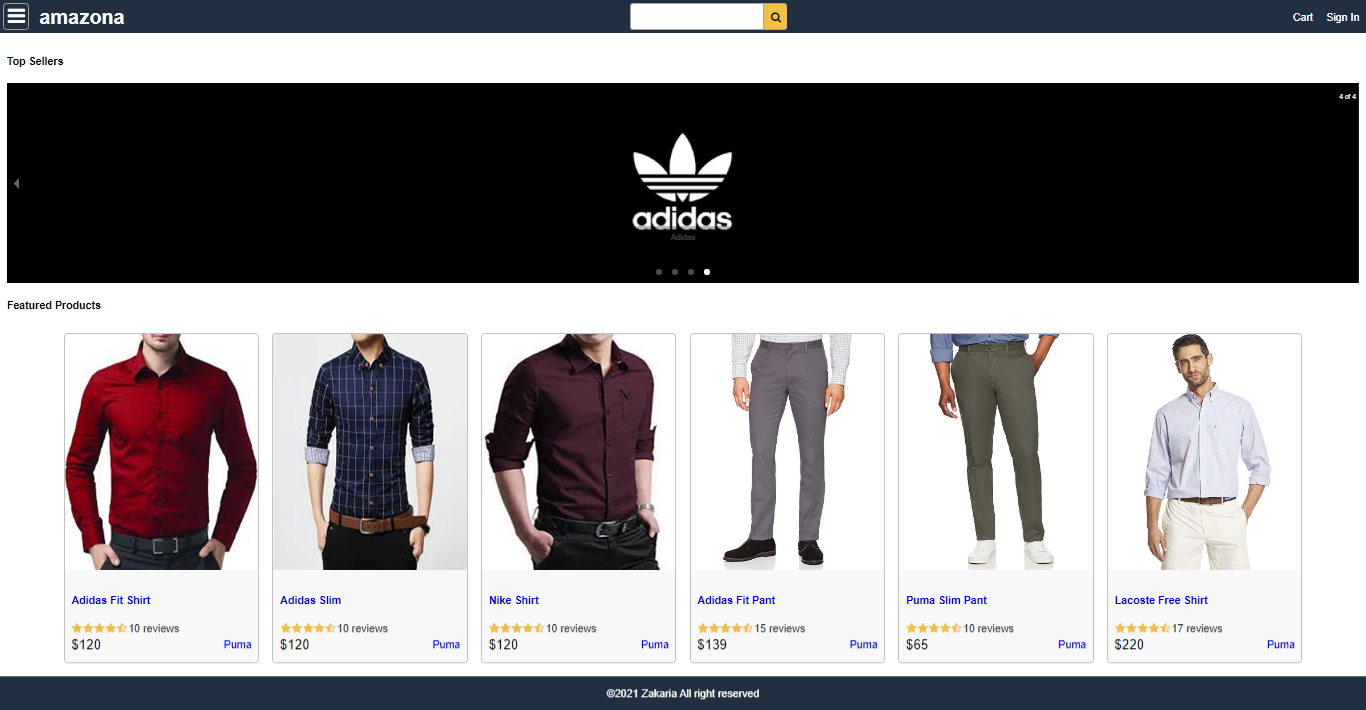 amazona
Cart Sign In
Top Sellers
4 of 4
adidas
Adidas
Featured Products
Adidas Fit Shirt
10 reviews
$120 Puma
Adidas Slim
10 reviews
$120 Puma
Nike Shirt
10 reviews
$120 Puma
Adidas Fit Pant
15 reviews
$139 Puma
Puma Slim Pant
10 reviews
$65 Puma
Lacoste Free Shirt
17 reviews
$220 Puma
©2021 Zakaria All right reserved